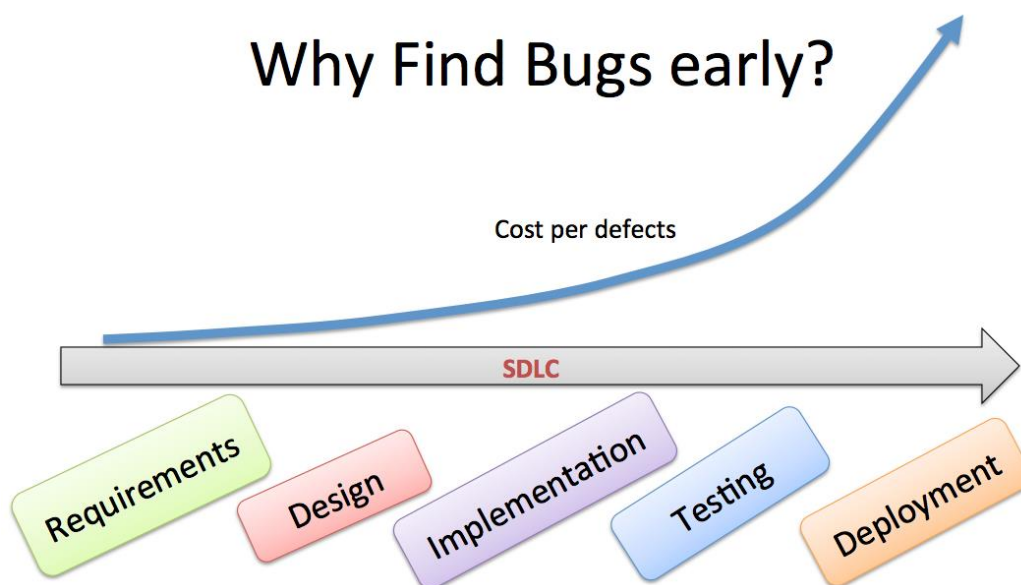 Why Find Bugs early?
Cost per defects
SDLC
Requirements
Design
Implementation
Testing
Deployment